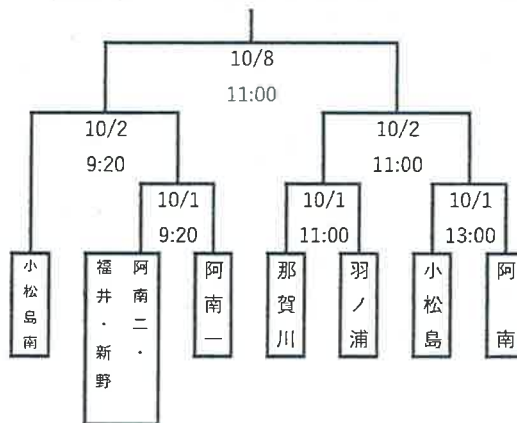 10/8
11:00
10/2
9:20
10/2
11:00
10/1
9:20
10/1
11:00
10/1
13:00
小松島南
阿南二・
福井・新野
阿南一
那賀川
羽ノ浦
小松島
阿南